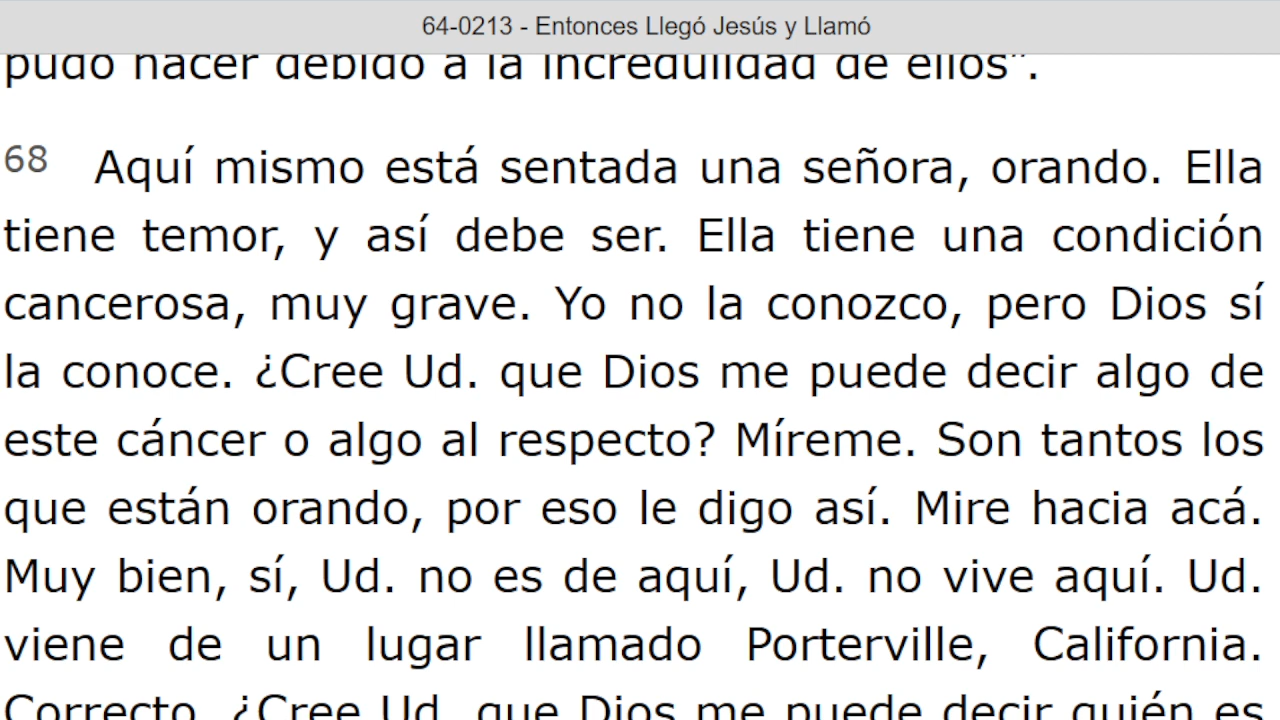 64-0213 - Entonces Llegó Jesús y Llamó
pudo hacer debido a la incredulidad de ellos".
68 Aquí mismo está sentada una señora, orando. Ella
tiene temor, y así debe ser. Ella tiene una condición
cancerosa, muy grave. Yo no la conozco, pero Dios sí
la conoce. ¿Cree Ud. que Dios me puede decir algo de
este cáncer o algo al respecto? Míreme. Son tantos los
que están orando, por eso le digo así. Mire hacia acá.
Muy bien, sí, Ud. no es de aquí, Ud. no vive aquí. Ud.
viene de un lugar llamado Porterville, California.
Correcto. ¿Cree Ud. que Dios me puede decir quién es